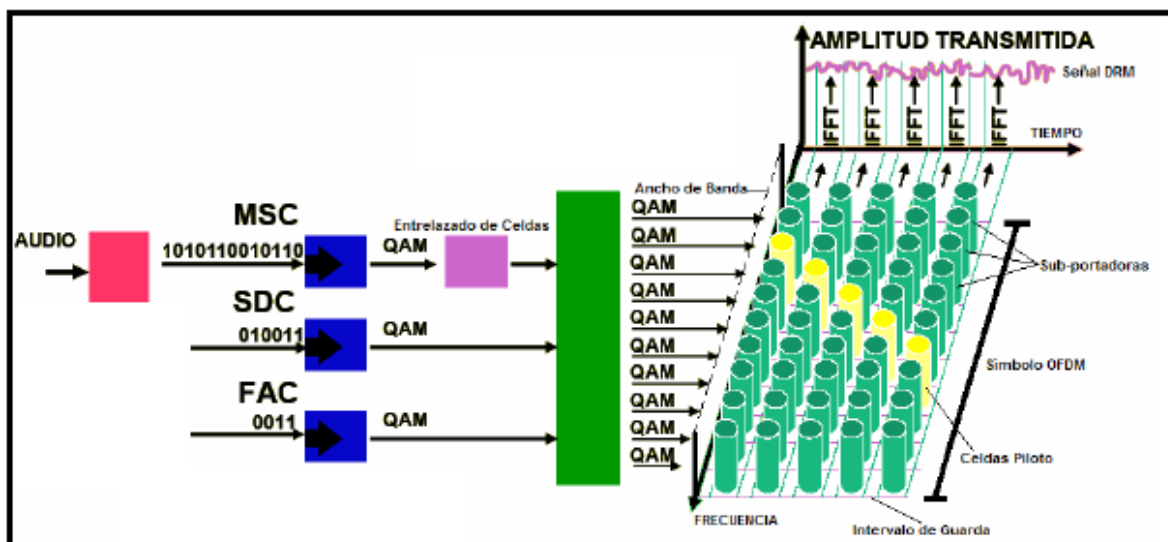 AMPLITUD TRANSMITIDA
Señal DRM
IFFT
IFFT
IFFT
IFFT
IFFT
TIEMPO
Ancho de Banda
MSC
AUDIO
1010110010110
QAM
Entrelazado de Celdas
SDC
010011
QAM
FAC
0011
QAM
QAM
QAM
QAM
QAM
QAM
QAM
QAM
QAM
QAM
QAM
Sub-portadoras
Símbolo OFDM
Celdas Piloto
FRECUENCIA
Intervalo de Guarda